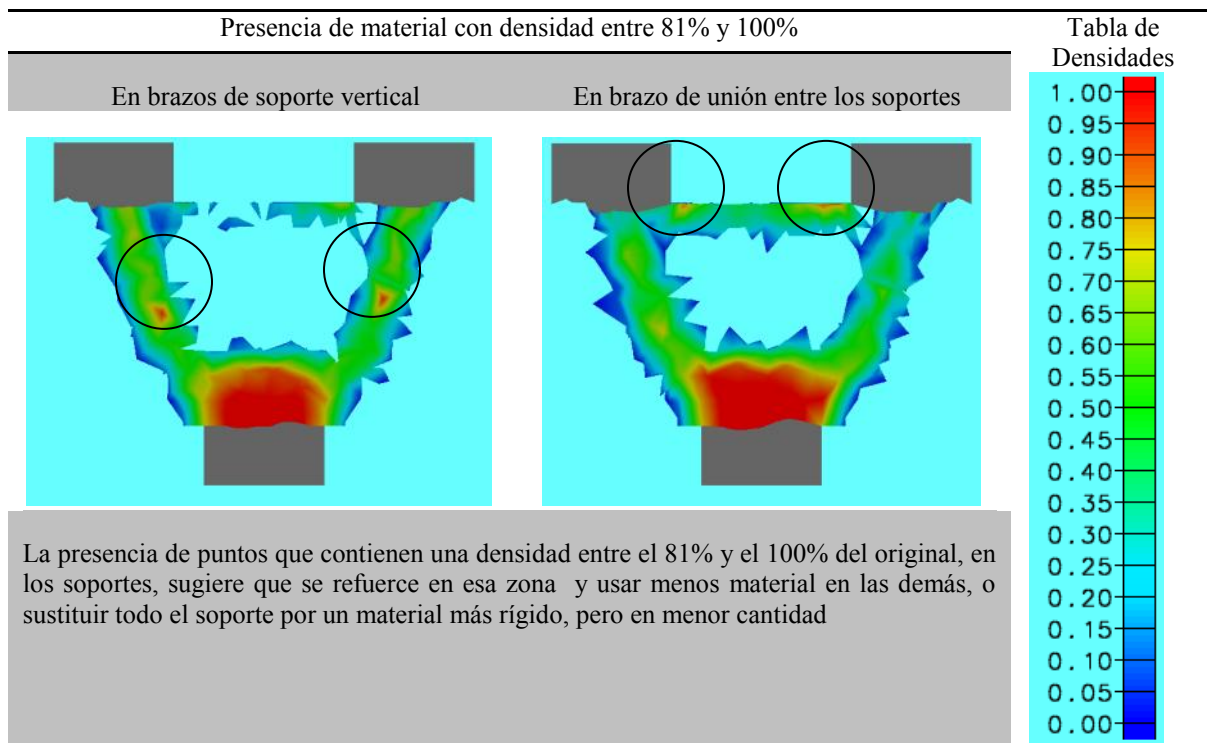 Presencia de material con densidad entre 81% y 100%
Tabla de
Densidades
En brazos de soporte vertical
En brazo de unión entre los soportes
1.00
0.95
0.90
0.85
0.80
0.75
0.70
0.65
0.60
0.55
0.50
0.45
0.40
0.35
0.30
0.25
0.20
0.15
0.10
0.05
0.00
La presencia de puntos que contienen una densidad entre el 81% y el 100% del original, en
los soportes, sugiere que se refuerce en esa zona y usar menos material en las demás, o
sustituir todo el soporte por un material más rígido, pero en menor cantidad